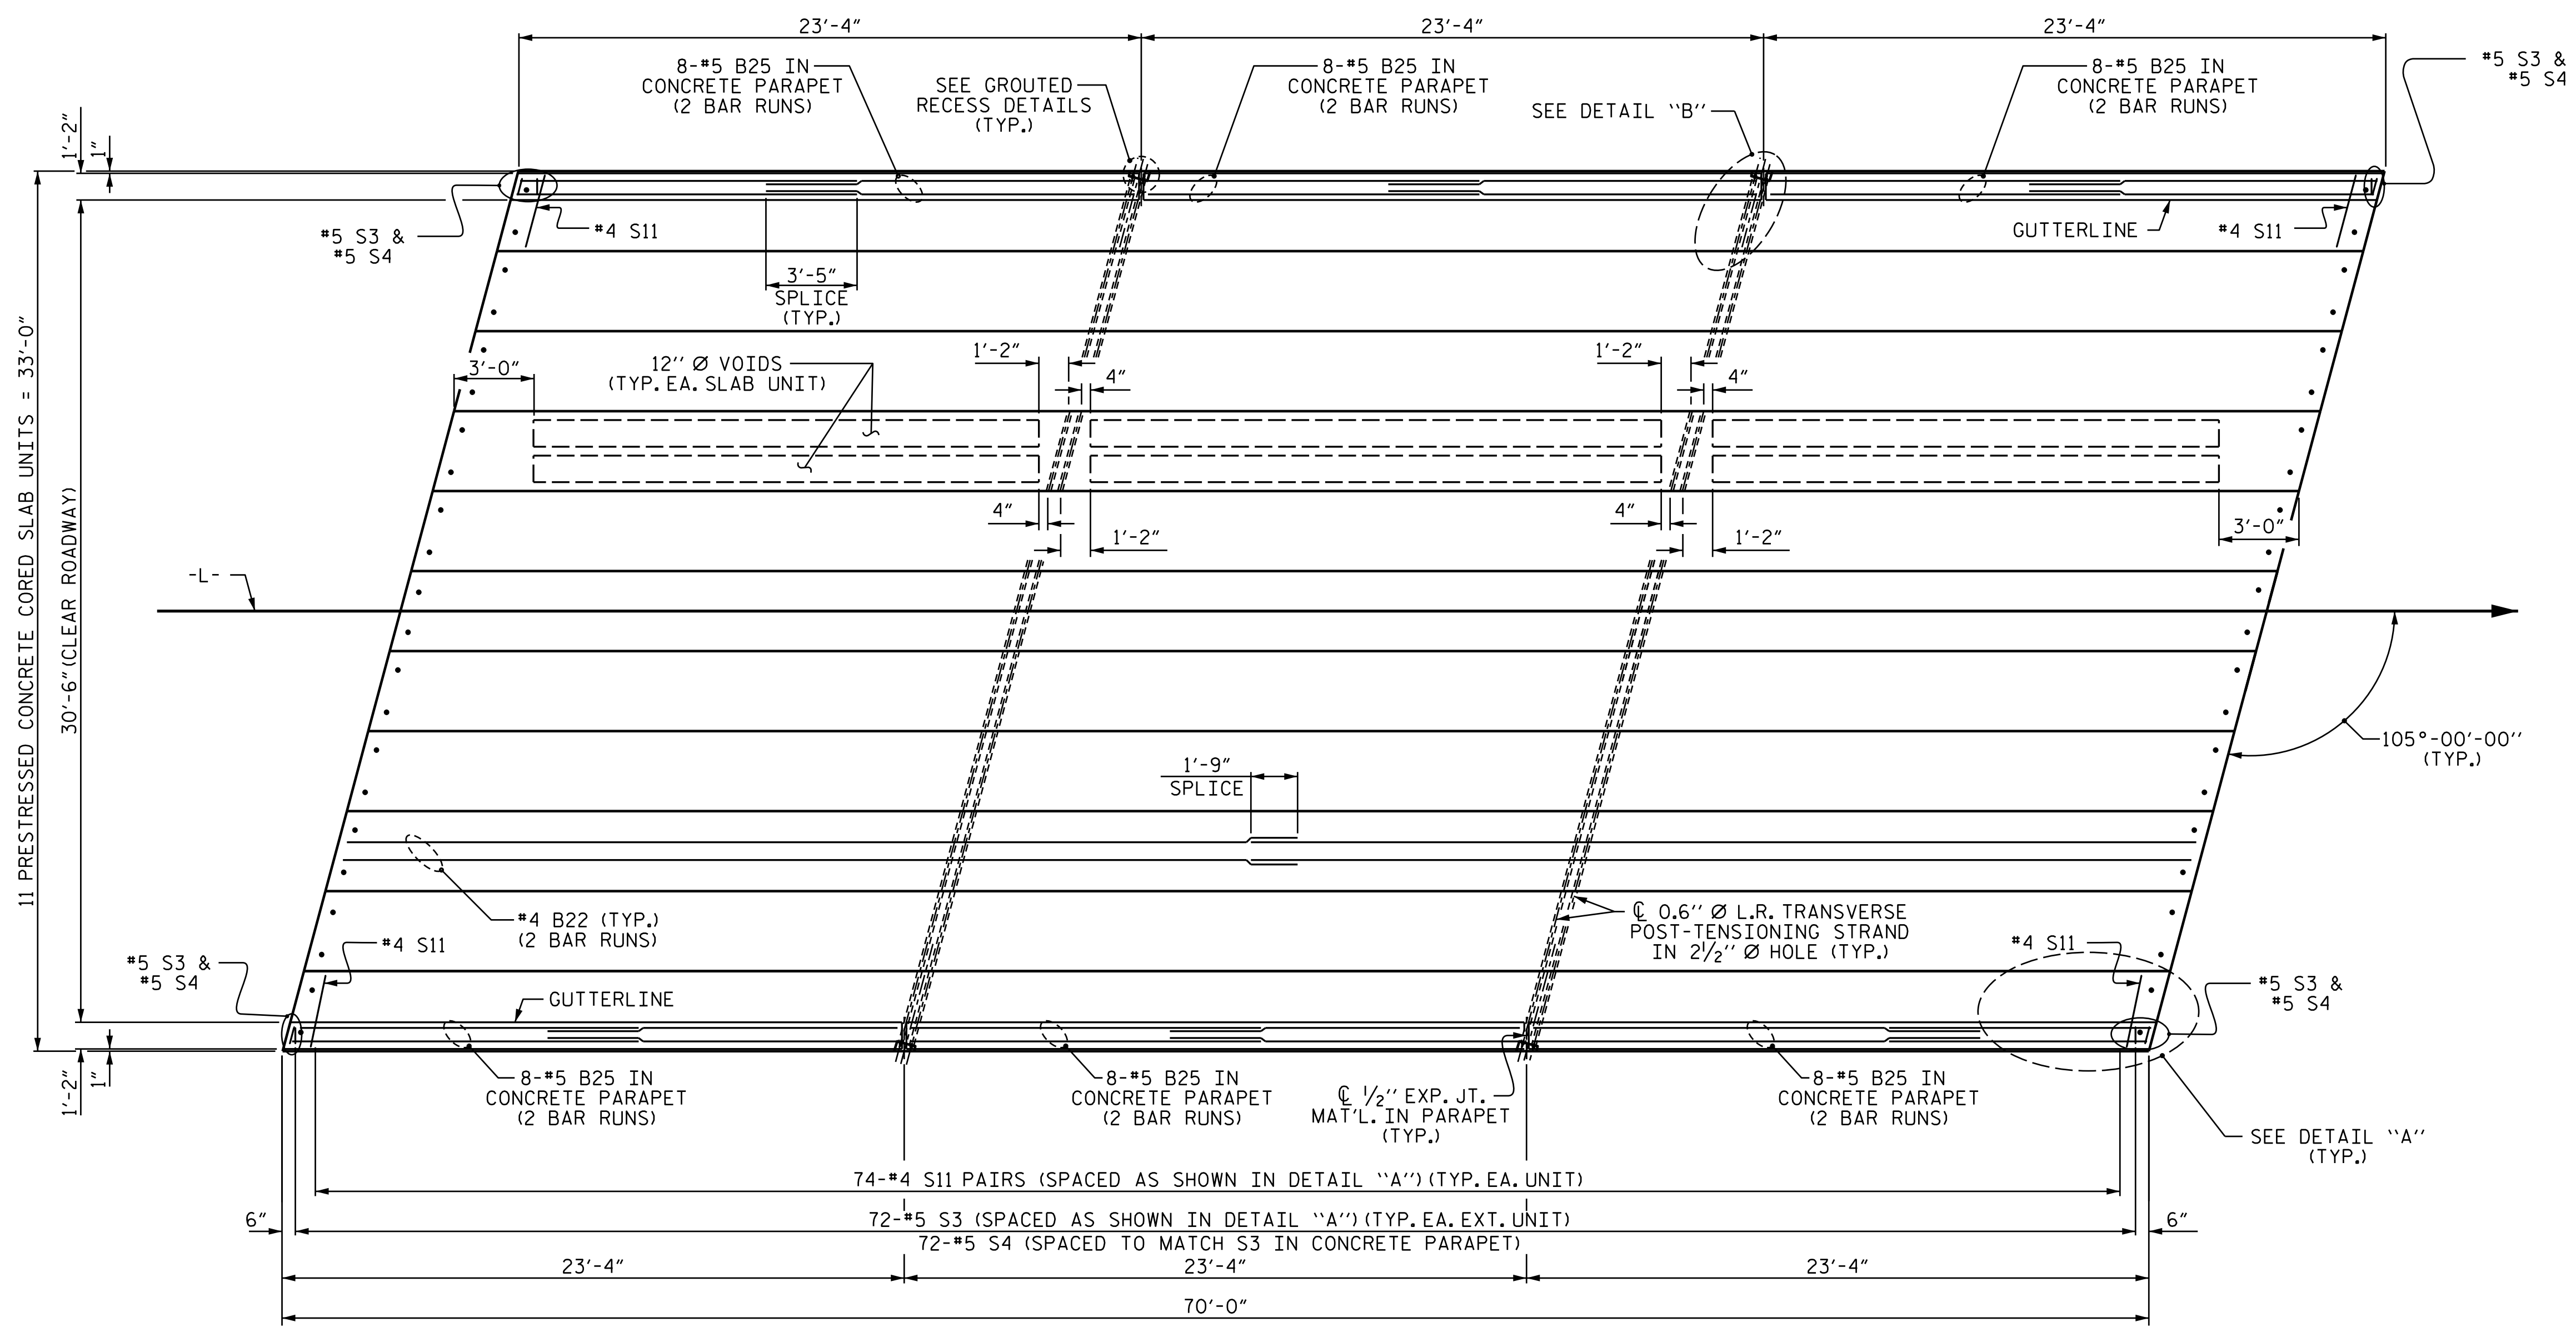 23'-4"
23'-4"
23'-4"
8-#5 B25 IN
CONCRETE PARAPET
(2 BAR RUNS)
SEE GROUTED
RECESS DETAILS
(TYP.)
8-#5 B25 IN
CONCRETE PARAPET
(2 BAR RUNS)
SEE DETAIL "B"
8-#5 B25 IN
CONCRETE PARAPET
(2 BAR RUNS)
#5 S3 &
#5 S4
1'-2"
1"
#5 S3 &
#5 S4
#4 S11
GUTTERLINE
#4 S11
3'-5"
SPLICE
(TYP.)
3'-0"
12'' Ø VOIDS
(TYP. EA. SLAB UNIT)
1'-2"
4"
1'-2"
4"
11 PRESTRESSED CONCRETE CORED SLAB UNITS = 33'-0"
30'-6" (CLEAR ROADWAY)
4"
1'-2"
4"
1'-2"
3'-0"
-L-
105°-00'-00''
(TYP.)
1'-9"
SPLICE
#4 B22 (TYP.)
(2 BAR RUNS)
℄ 0.6'' Ø L.R. TRANSVERSE
POST-TENSIONING STRAND
IN 2½'' Ø HOLE (TYP.)
#4 S11
#4 S11
#5 S3 &
#5 S4
GUTTERLINE
#5 S3 &
#5 S4
1'-2"
1"
8-#5 B25 IN
CONCRETE PARAPET
(2 BAR RUNS)
8-#5 B25 IN
CONCRETE PARAPET
(2 BAR RUNS)
℄ ½'' EXP. JT.
MAT'L. IN PARAPET
(TYP.)
8-#5 B25 IN
CONCRETE PARAPET
(2 BAR RUNS)
SEE DETAIL "A"
(TYP.)
74-#4 S11 PAIRS (SPACED AS SHOWN IN DETAIL "A") (TYP. EA. UNIT)
6"
72-#5 S3 (SPACED AS SHOWN IN DETAIL "A") (TYP. EA. EXT. UNIT)
6"
72-#5 S4 (SPACED TO MATCH S3 IN CONCRETE PARAPET)
23'-4"
23'-4"
23'-4"
70'-0"